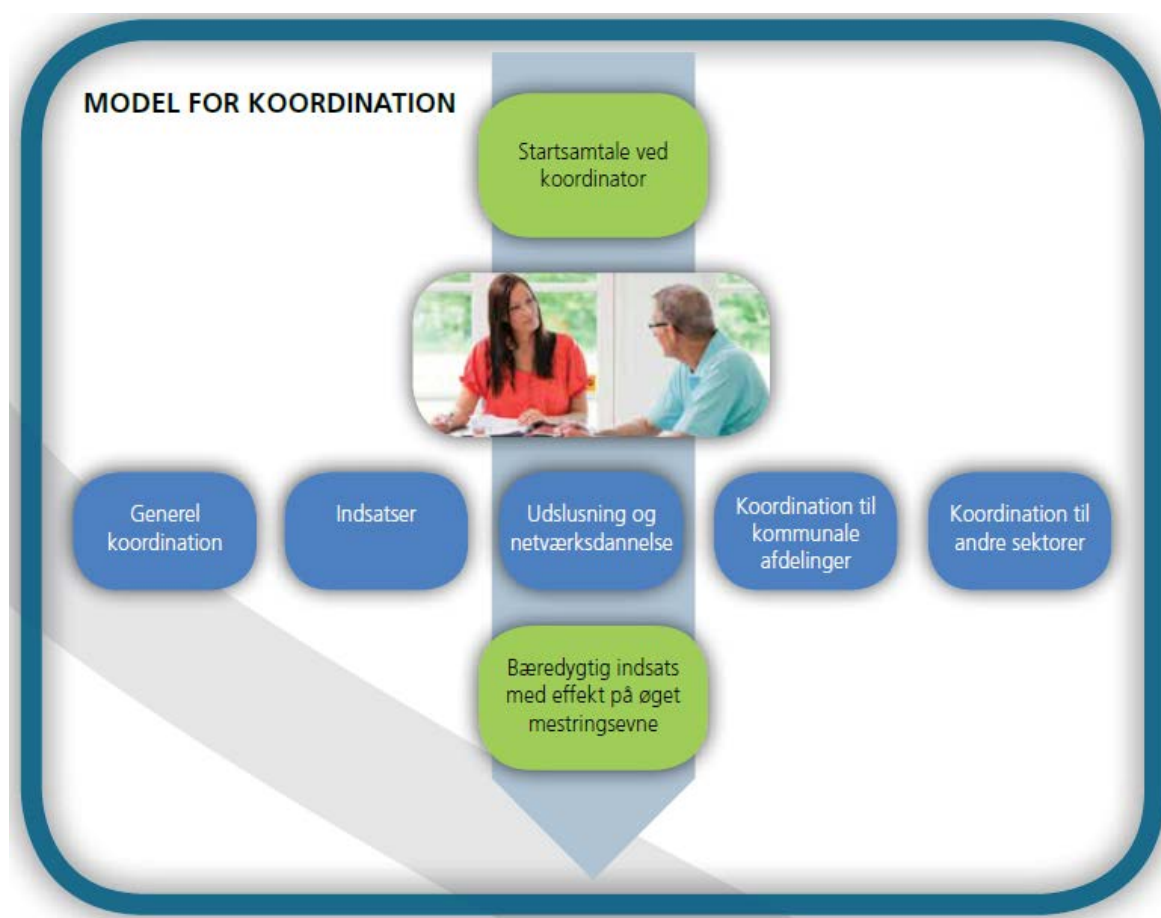 MODEL FOR KOORDINATION
Startsamtale ved
koordinator
Generel
koordination
Indsatser
Udslusning og
netværksdannelse
Koordination til
kommunale
afdelinger
Koordination til
andre sektorer
Bæredygtig indsats
med effekt på øget
mestringsevne